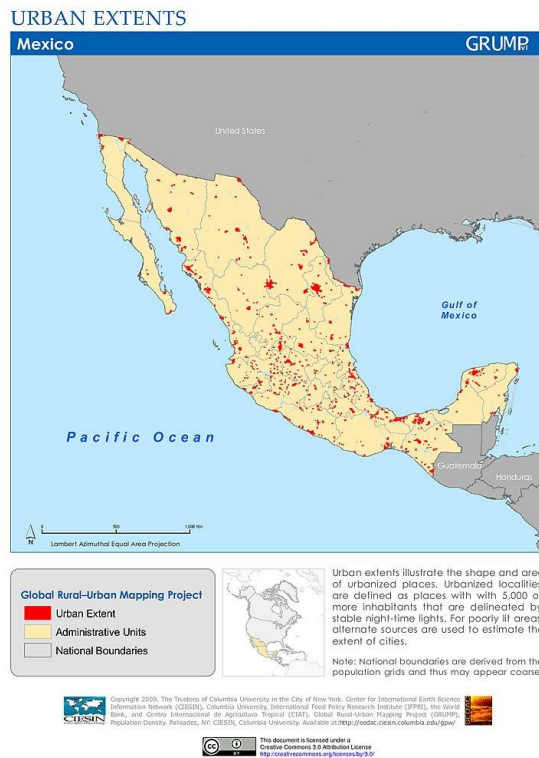 URBAN EXTENTS
Mexico
GRUMPv1
United States
Gulf of
Mexico
Pacific Ocean
Guatemala
Honduras
N
0 500 1,000 Km
Lambert Azimuthal Equal Area Projection
Global Rural–Urban Mapping Project
Urban Extent
Administrative Units
National Boundaries
Urban extents illustrate the shape and area
of urbanized places. Urbanized localities
are defined as places with with 5,000 o
more inhabitants that are delineated by
stable night-time lights. For poorly lit areas
alternate sources are used to estimate the
extent of cities.
Note: National boundaries are derived from the
population grids and thus may appear coarse
CIESIN
SEDAC
Copyright 2009. The Trustees of Columbia University in the City of New York. Center for International Earth Science
Information Network (CIESIN), Columbia University, International Food Policy Research Institute (IFPRI), the World
Bank, and Centro Internacional de Agricultura Tropical (CIAT). Global Rural-Urban Mapping Project (GRUMP),
Population Density. Palisades, NY: CIESIN, Columbia University. Available at:http://sedac.ciesin.columbia.edu/gpw/
cc BY
This document is licensed under a
Creative Commons 3.0 Attribution License
http://creativecommons.org/licenses/by/3.0/